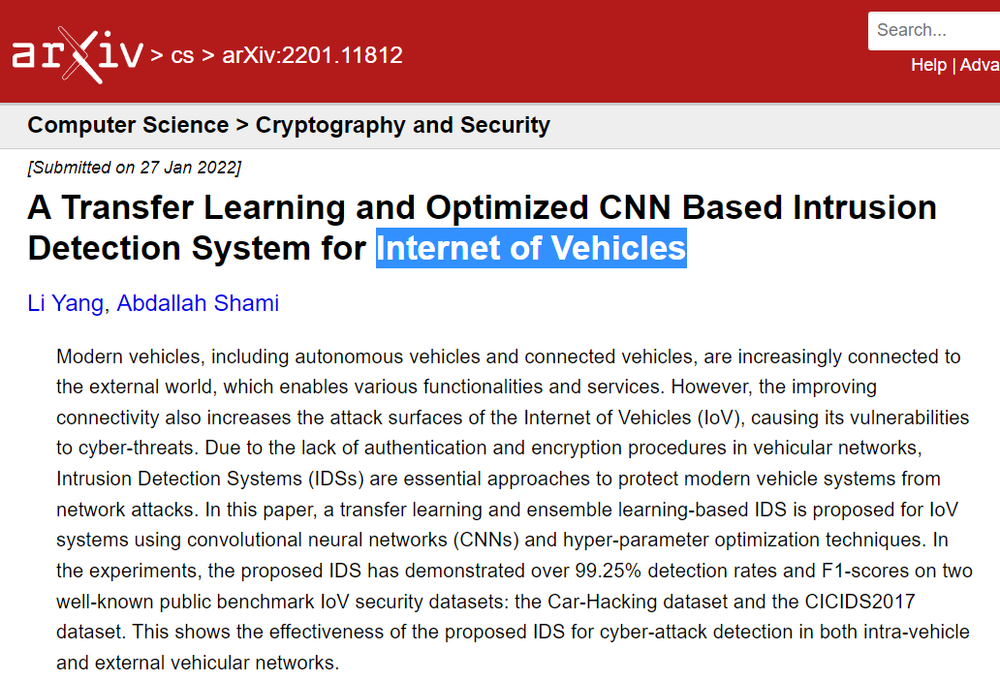 arXiv > cs > arXiv:2201.11812
Search...
Help | Adva
Computer Science > Cryptography and Security
[Submitted on 27 Jan 2022]
A Transfer Learning and Optimized CNN Based Intrusion
Detection System for Internet of Vehicles
Li Yang, Abdallah Shami
Modern vehicles, including autonomous vehicles and connected vehicles, are increasingly connected to
the external world, which enables various functionalities and services. However, the improving
connectivity also increases the attack surfaces of the Internet of Vehicles (IoV), causing its vulnerabilities
to cyber-threats. Due to the lack of authentication and encryption procedures in vehicular networks,
Intrusion Detection Systems (IDSs) are essential approaches to protect modern vehicle systems from
network attacks. In this paper, a transfer learning and ensemble learning-based IDS is proposed for IoV
systems using convolutional neural networks (CNNs) and hyper-parameter optimization techniques. In
the experiments, the proposed IDS has demonstrated over 99.25% detection rates and F1-scores on two
well-known public benchmark IoV security datasets: the Car-Hacking dataset and the CICIDS2017
dataset. This shows the effectiveness of the proposed IDS for cyber-attack detection in both intra-vehicle
and external vehicular networks.